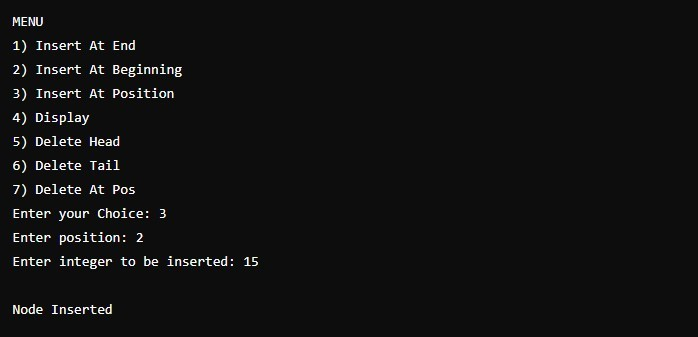 MENU
1) Insert At End
2) Insert At Beginning
3) Insert At Position
4) Display
5) Delete Head
6) Delete Tail
7) Delete At Pos
Enter your Choice: 3
Enter position: 2
Enter integer to be inserted: 15
Node Inserted